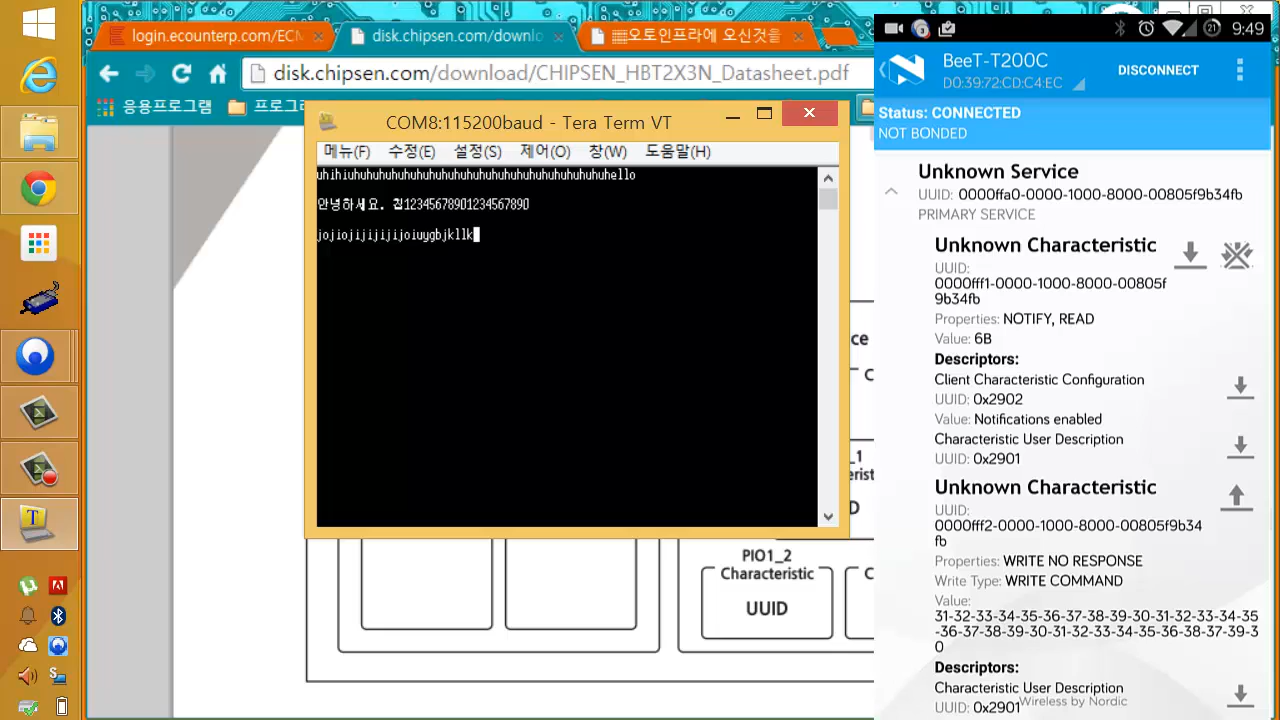 login.ecounterp.com/ECM
disk.chipsen.com/downlo
오토인프라에 오신것을
disk.chipsen.com/download/CHIPSEN_HBT2X3N_Datasheet.pdf
응용프로그램
프로그
COM8:115200baud - Tera Term VT
메뉴(F) 수정(E) 설정(S) 제어(O) 창(W) 도움말(H)
uhihiuhuhuhuhuhuhuhuhuhuhuhuhuhuhuhuhuhuhuhuhuhello
안녕하세요. 칩12345678901234567890
jojiojijijijijoiuygbjkllk
PIO1_2
Characteristic
UUID
21 9:49
BeeT-T200C
D0:39:72:CD:C4:EC
DISCONNECT
Status: CONNECTED
NOT BONDED
Unknown Service
UUID: 0000ffa0-0000-1000-8000-00805f9b34fb
PRIMARY SERVICE
Unknown Characteristic
UUID:
0000fff1-0000-1000-8000-00805f
9b34fb
Properties: NOTIFY, READ
Value: 6B
Descriptors:
Client Characteristic Configuration
UUID: 0x2902
Value: Notifications enabled
Characteristic User Description
UUID: 0x2901
Unknown Characteristic
UUID:
0000fff2-0000-1000-8000-00805f9b34
fb
Properties: WRITE NO RESPONSE
Write Type: WRITE COMMAND
Value:
31-32-33-34-35-36-37-38-39-30-31-32-33-34-35
-36-37-38-39-30-31-32-33-34-35-36-38-37-39-3
0
Descriptors:
Characteristic User Description
UUID: 0x2901
Wireless by Nordic